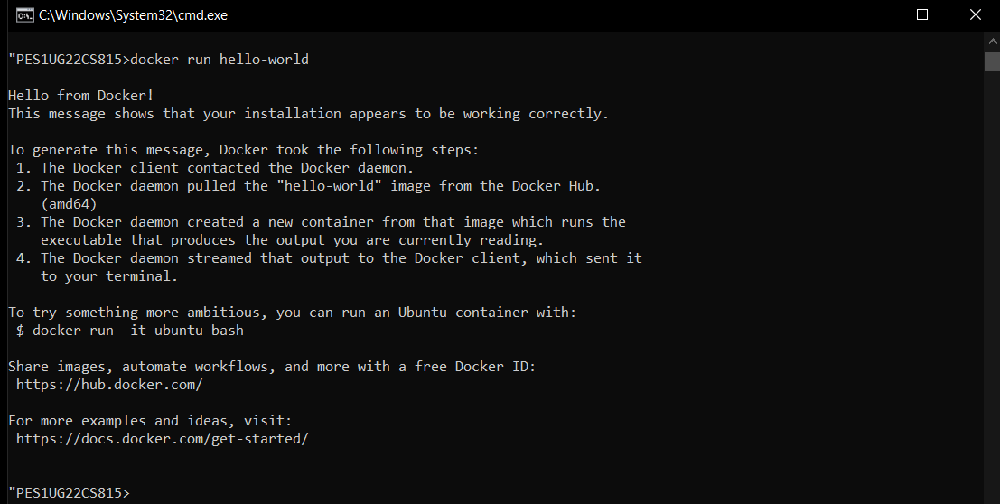 C:\Windows\System32\cmd.exe
"PES1UG22CS815>docker run hello-world
Hello from Docker!
This message shows that your installation appears to be working correctly.
To generate this message, Docker took the following steps:
1. The Docker client contacted the Docker daemon.
2. The Docker daemon pulled the "hello-world" image from the Docker Hub.
(amd64)
3. The Docker daemon created a new container from that image which runs the
executable that produces the output you are currently reading.
4. The Docker daemon streamed that output to the Docker client, which sent it
to your terminal.
To try something more ambitious, you can run an Ubuntu container with:
$ docker run -it ubuntu bash
Share images, automate workflows, and more with a free Docker ID:
https://hub.docker.com/
For more examples and ideas, visit:
https://docs.docker.com/get-started/
"PES1UG22CS815>